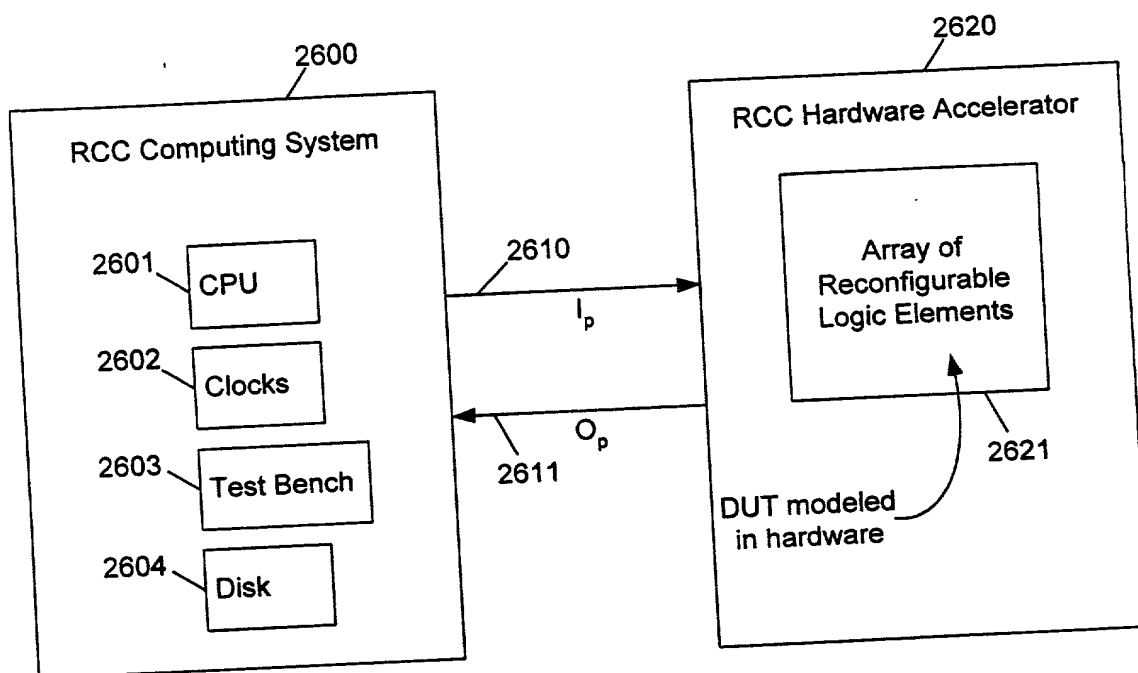 2600
RCC Computing System
2601
CPU
2602
Clocks
2603
Test Bench
2604
Disk
2610
Ip
Op
2611
2620
RCC Hardware Accelerator
Array of
Reconfigurable
Logic Elements
2621
DUT modeled
in hardware